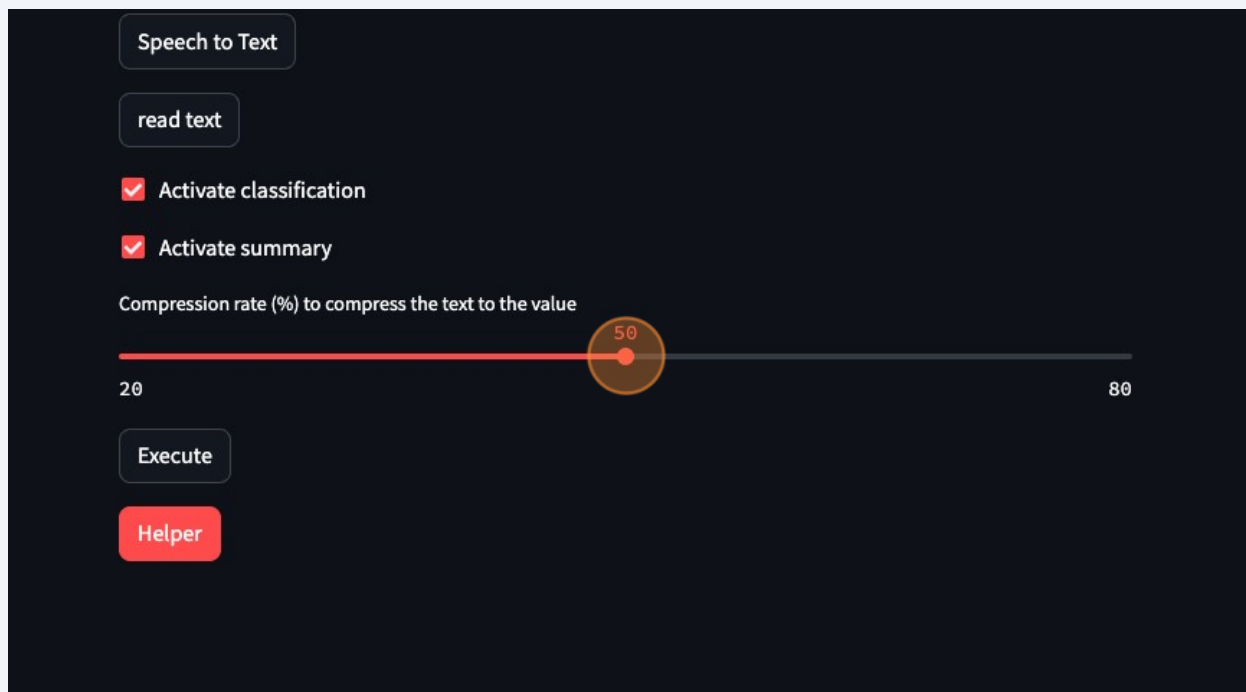 Speech to Text
read text
Activate classification
Activate summary
Compression rate (%) to compress the text to the value
50
20 80
Execute
Helper